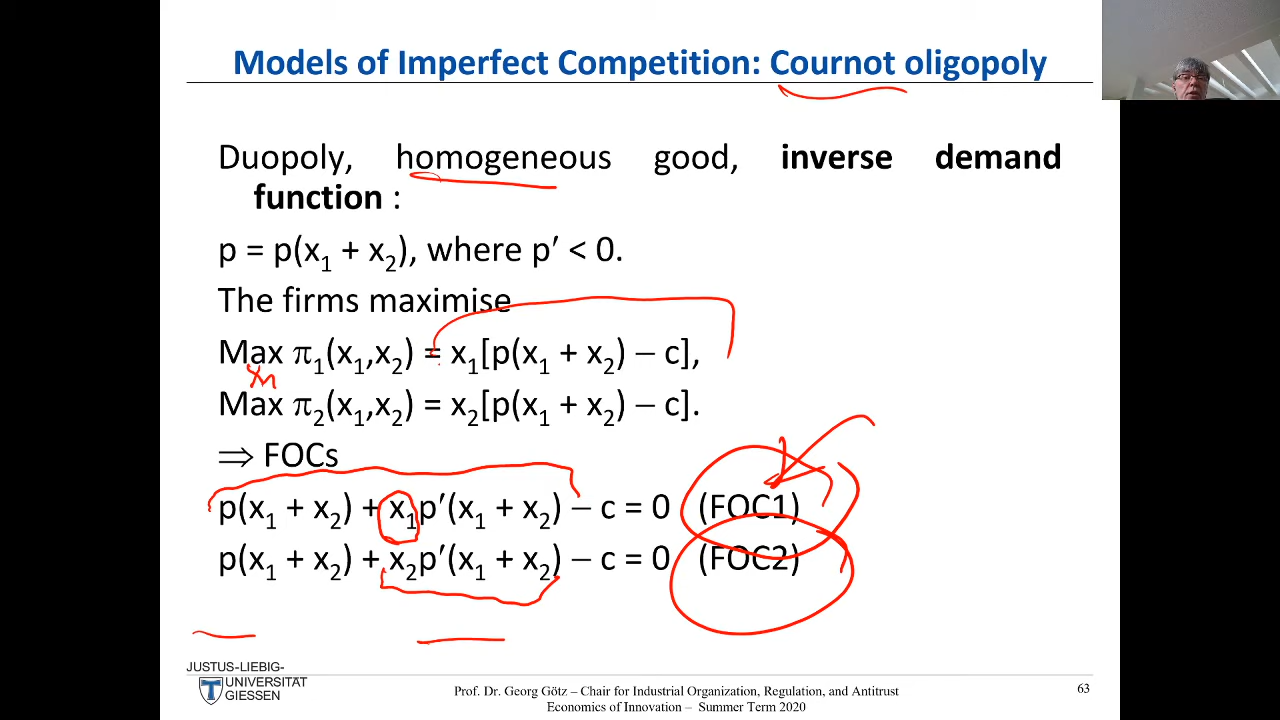 Models of Imperfect Competition: Cournot oligopoly
Duopoly, homogeneous good, inverse demand
function :
p = p(x₁ + x₂), where p′ < 0.
The firms maximise
Max π₁(x₁,x₂) = x₁[p(x₁ + x₂) – c],
Max π₂(x₁,x₂) = x₂[p(x₁ + x₂) – c].
⇒ FOCs
p(x₁ + x₂) + x₁p′(x₁ + x₂) – c = 0 (FOC1)
p(x₁ + x₂) + x₂p′(x₁ + x₂) – c = 0 (FOC2)
JUSTUS-LIEBIG-
UNIVERSITÄT
GIESSEN
Prof. Dr. Georg Götz – Chair for Industrial Organization, Regulation, and Antitrust
Economics of Innovation – Summer Term 2020
63